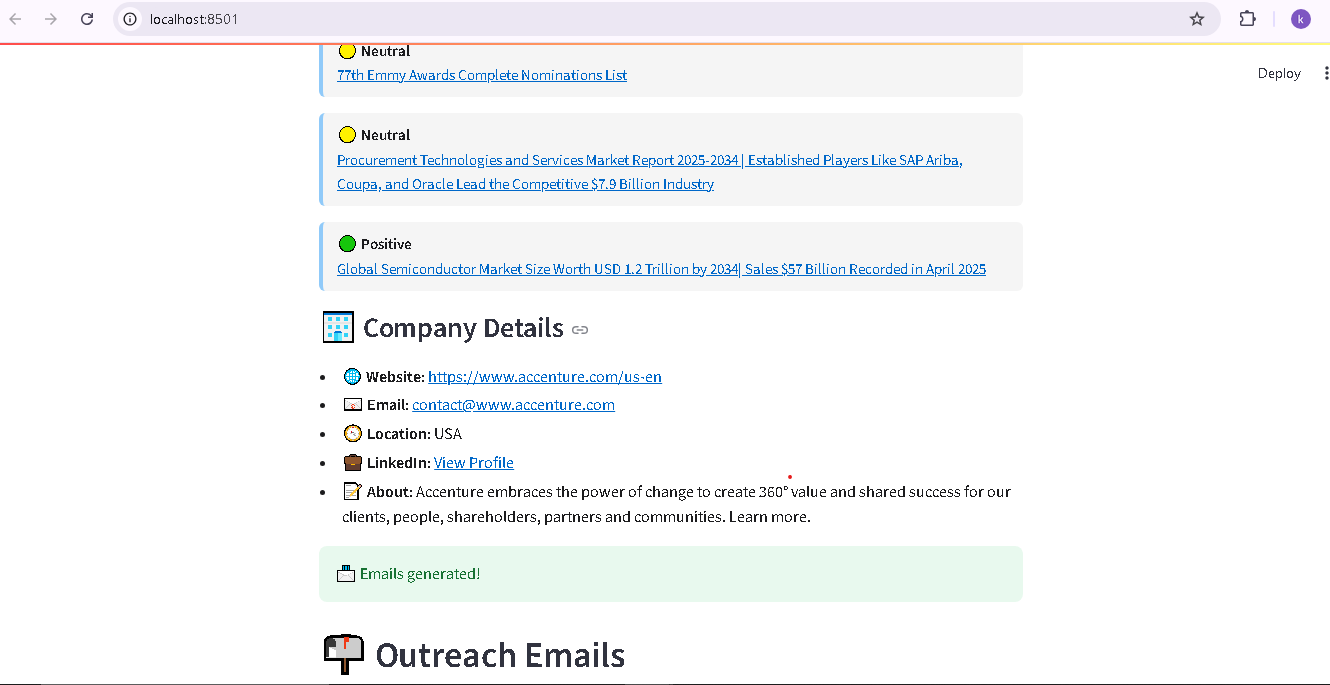 localhost:8501
k
Neutral
77th Emmy Awards Complete Nominations List
Deploy
Neutral
Procurement Technologies and Services Market Report 2025-2034 | Established Players Like SAP Ariba,
Coupa, and Oracle Lead the Competitive $7.9 Billion Industry
Positive
Global Semiconductor Market Size Worth USD 1.2 Trillion by 2034| Sales $57 Billion Recorded in April 2025
Company Details
Website: https://www.accenture.com/us-en
Email: contact@www.accenture.com
Location: USA
LinkedIn: View Profile
About: Accenture embraces the power of change to create 360° value and shared success for our
clients, people, shareholders, partners and communities. Learn more.
Emails generated!
Outreach Emails